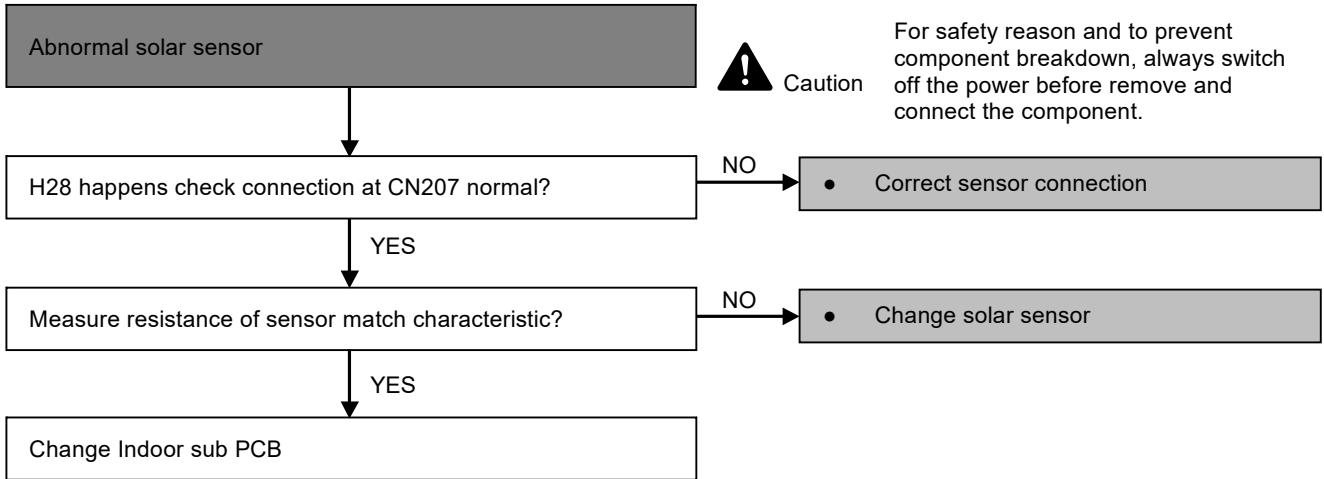 Abnormal solar sensor
Caution
For safety reason and to prevent
component breakdown, always switch
off the power before remove and
connect the component.
H28 happens check connection at CN207 normal?
NO
● Correct sensor connection
YES
Measure resistance of sensor match characteristic?
NO
● Change solar sensor
YES
Change Indoor sub PCB